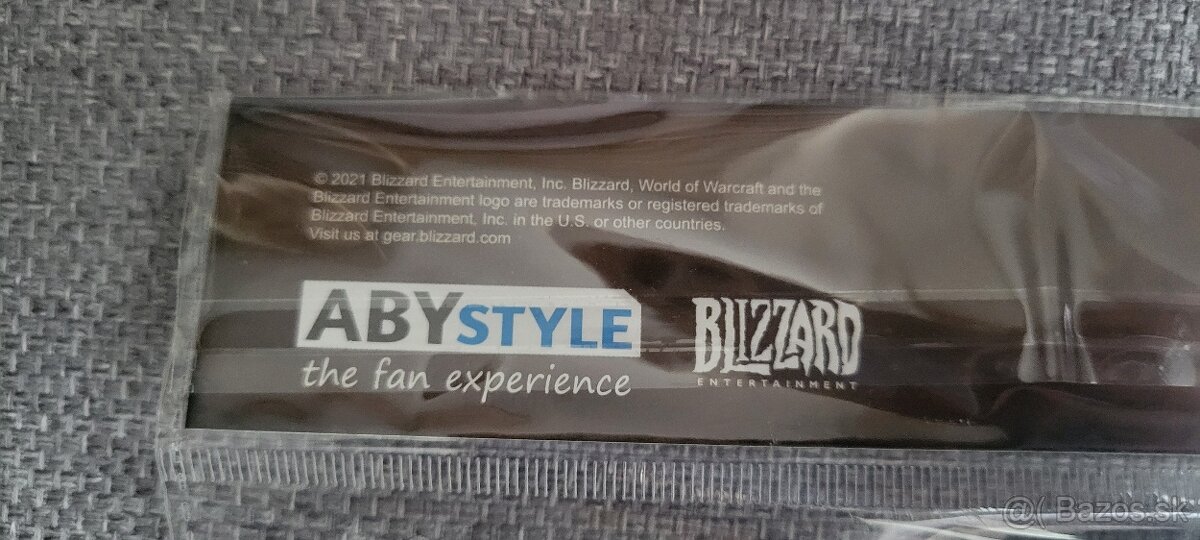 © 2021 Blizzard Entertainment, Inc. Blizzard, World of Warcraft and the
Blizzard Entertainment logo are trademarks or registered trademarks of
Blizzard Entertainment, Inc. in the U.S. or other countries.
Visit us at gear.blizzard.com
ABYSTYLE
the fan experience
BLIZZARD
ENTERTAINMENT
@( Bazos.sk